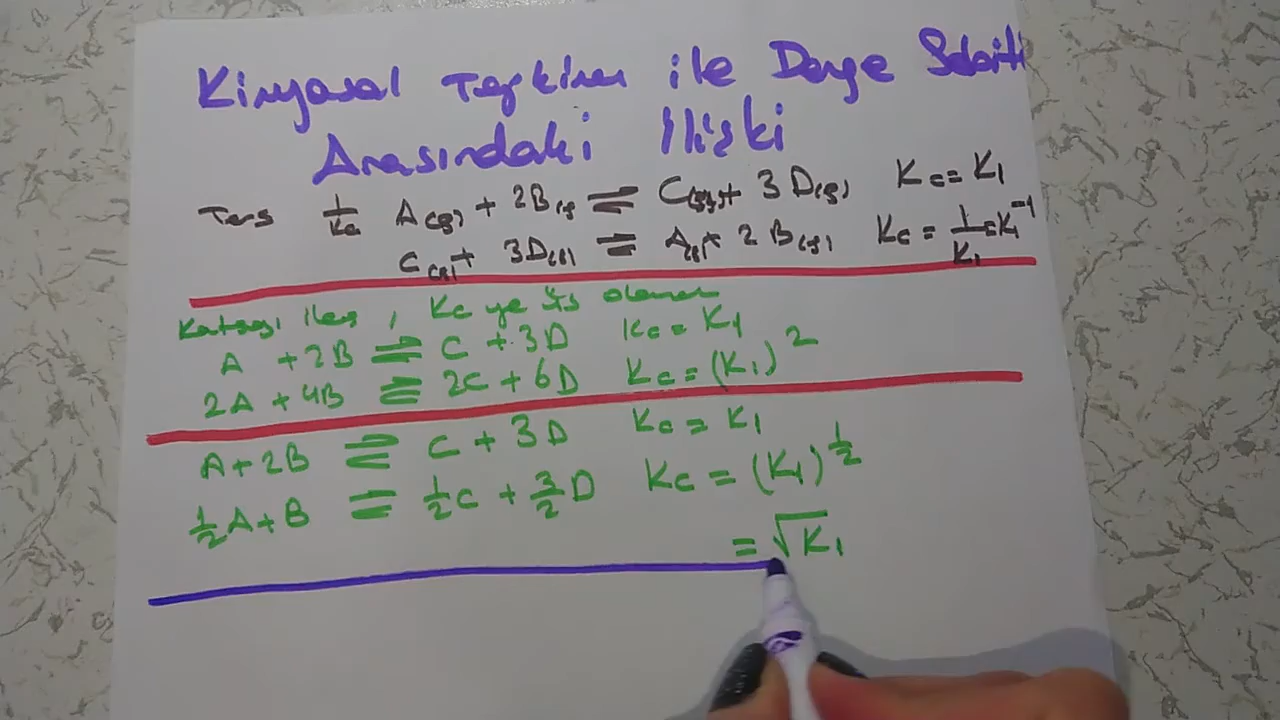 Kimyasal Tepkimr ile Denge Sabiti
Arasındaki İlişki
Ters 1/Kc A(g) + 2B(g ⇌ C(g)+ 3D(g) Kc = K1
C(g)+ 3D(g) ⇌ A(g)+ 2B(g) Kc = 1/K1 = K1^-1
Katsayı iler, Kc ye üs olarak
A + 2B ⇌ C + 3D Kc = K1
2A + 4B ⇌ 2C + 6D Kc = (K1)^2
A + 2B ⇌ C + 3D Kc = K1
1/2A + B ⇌ 1/2C + 3/2D Kc = (K1)^1/2
= √K1